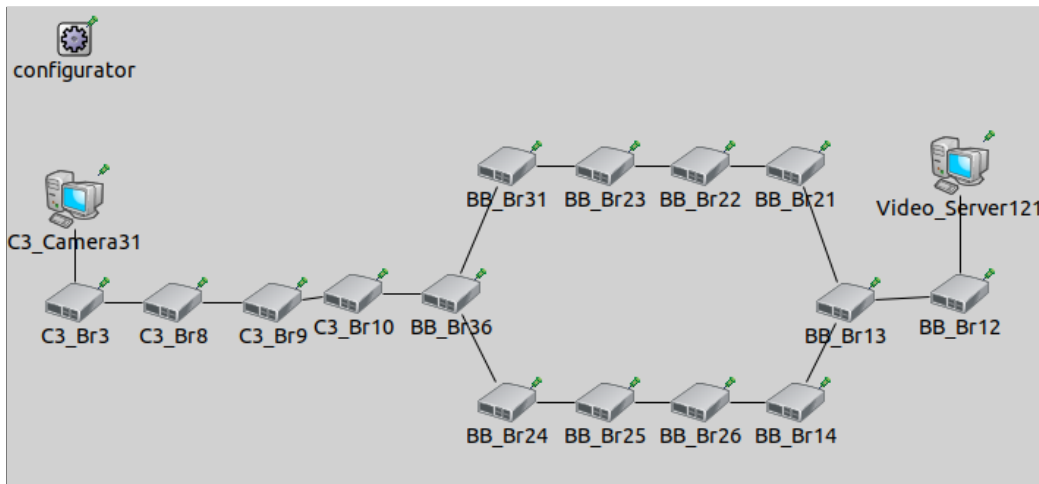 configurator
C3_Camera31
BB_Br31
BB_Br23
BB_Br22
BB_Br21
Video_Server121
C3_Br3
C3_Br8
C3_Br9
C3_Br10
BB_Br36
BB_Br13
BB_Br12
BB_Br24
BB_Br25
BB_Br26
BB_Br14